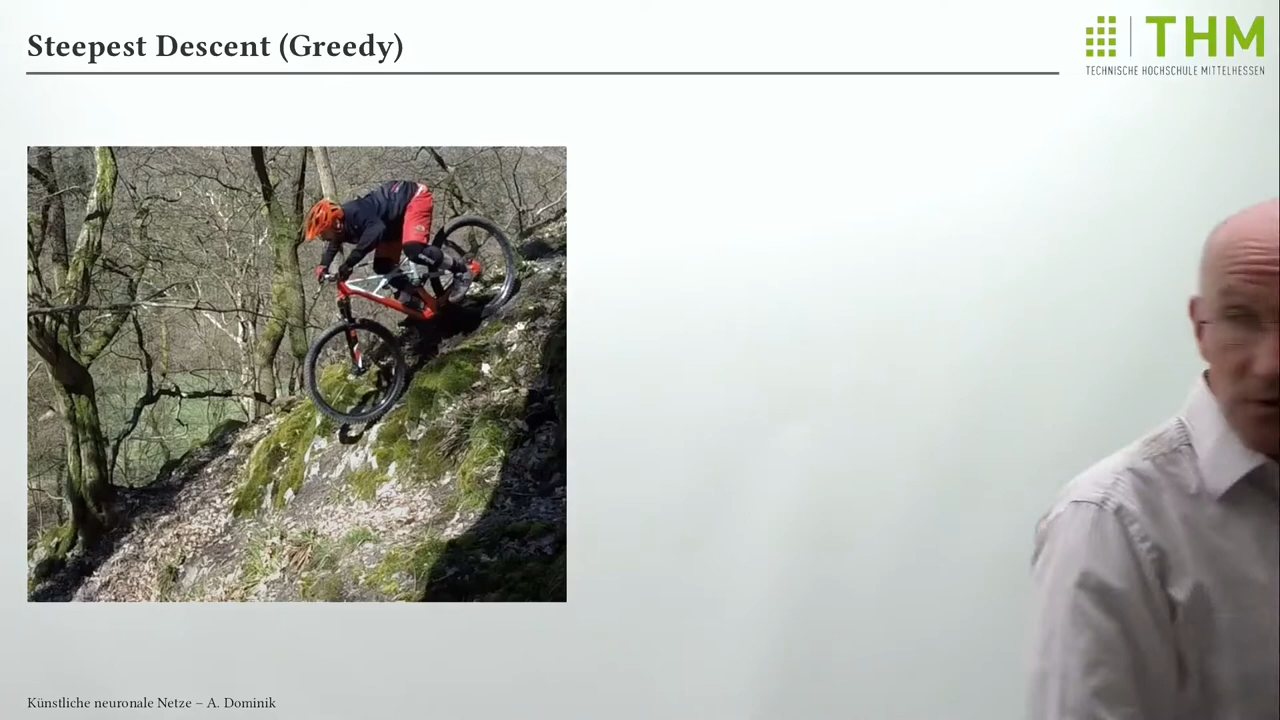 Steepest Descent (Greedy)
THM
TECHNISCHE HOCHSCHULE MITTELHESSEN
Künstliche neuronale Netze – A. Dominik